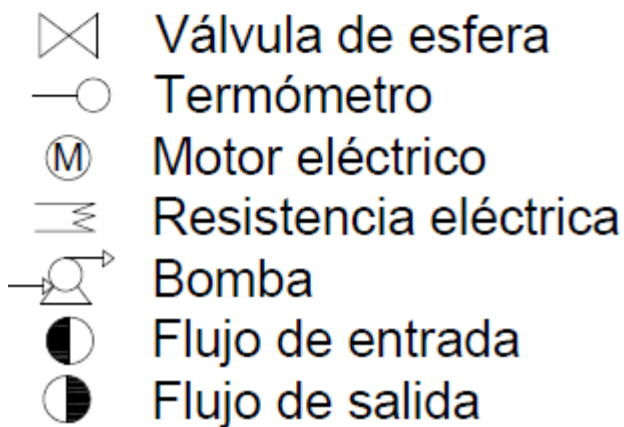 Válvula de esfera
Termómetro
M Motor eléctrico
Resistencia eléctrica
Bomba
Flujo de entrada
Flujo de salida